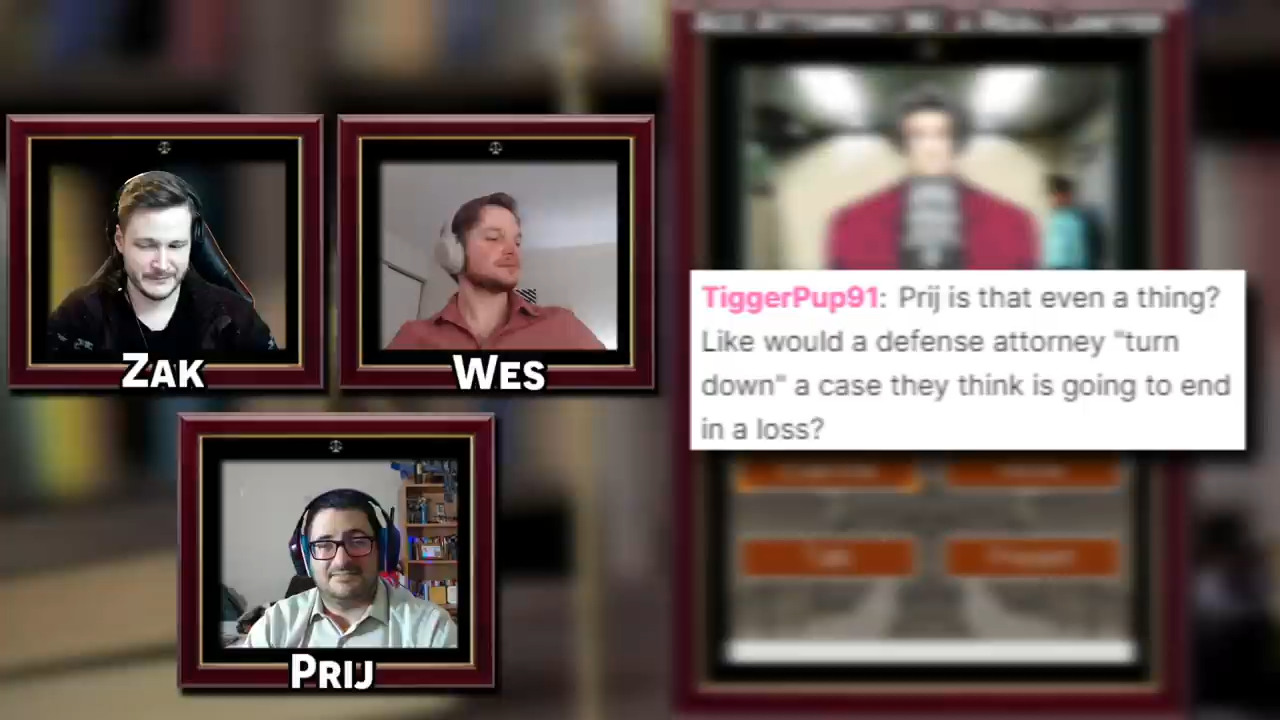 ZAK
WES
PRIJ
TiggerPup91: Prij is that even a thing?
Like would a defense attorney "turn
down" a case they think is going to end
in a loss?